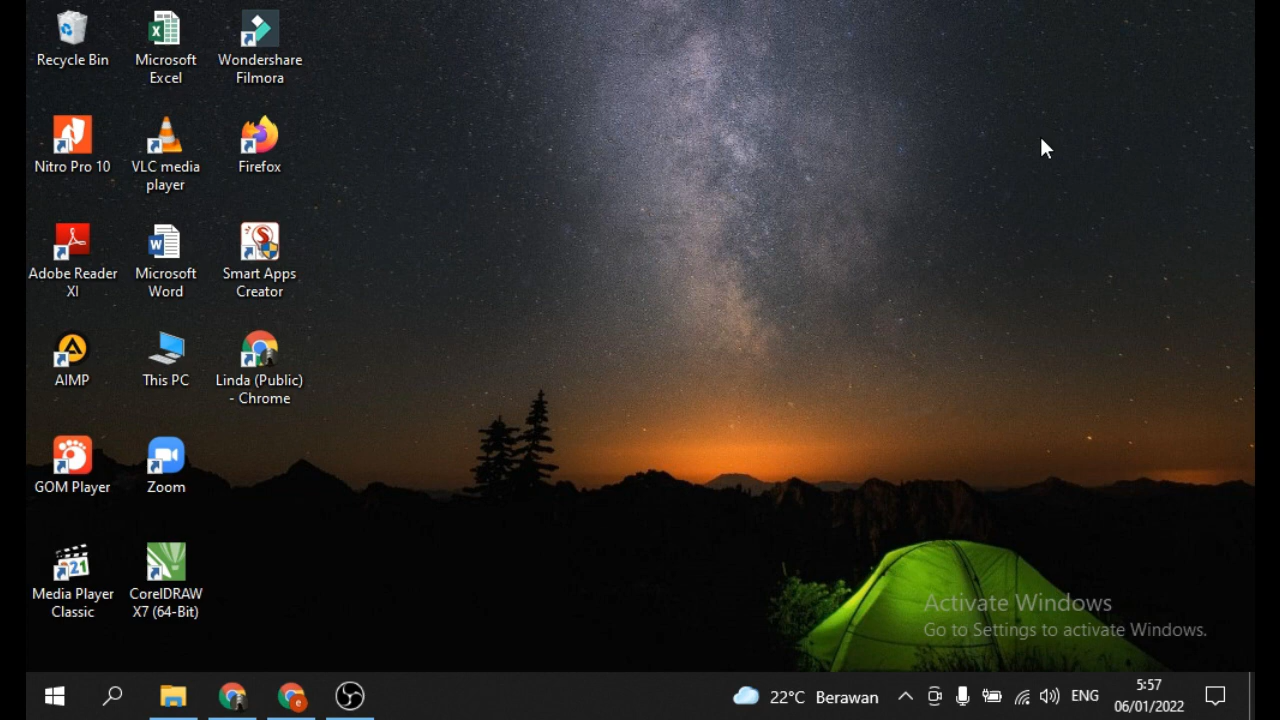 Recycle Bin
Microsoft
Excel
Wondershare
Filmora
Nitro Pro 10
VLC media
player
Firefox
Adobe Reader
XI
Microsoft
Word
Smart Apps
Creator
AIMP
This PC
Linda (Public)
- Chrome
GOM Player
Zoom
Media Player
Classic
CorelDRAW
X7 (64-Bit)
321
Activate Windows
Go to Settings to activate Windows.
22°C Berawan
ENG
5:57
06/01/2022